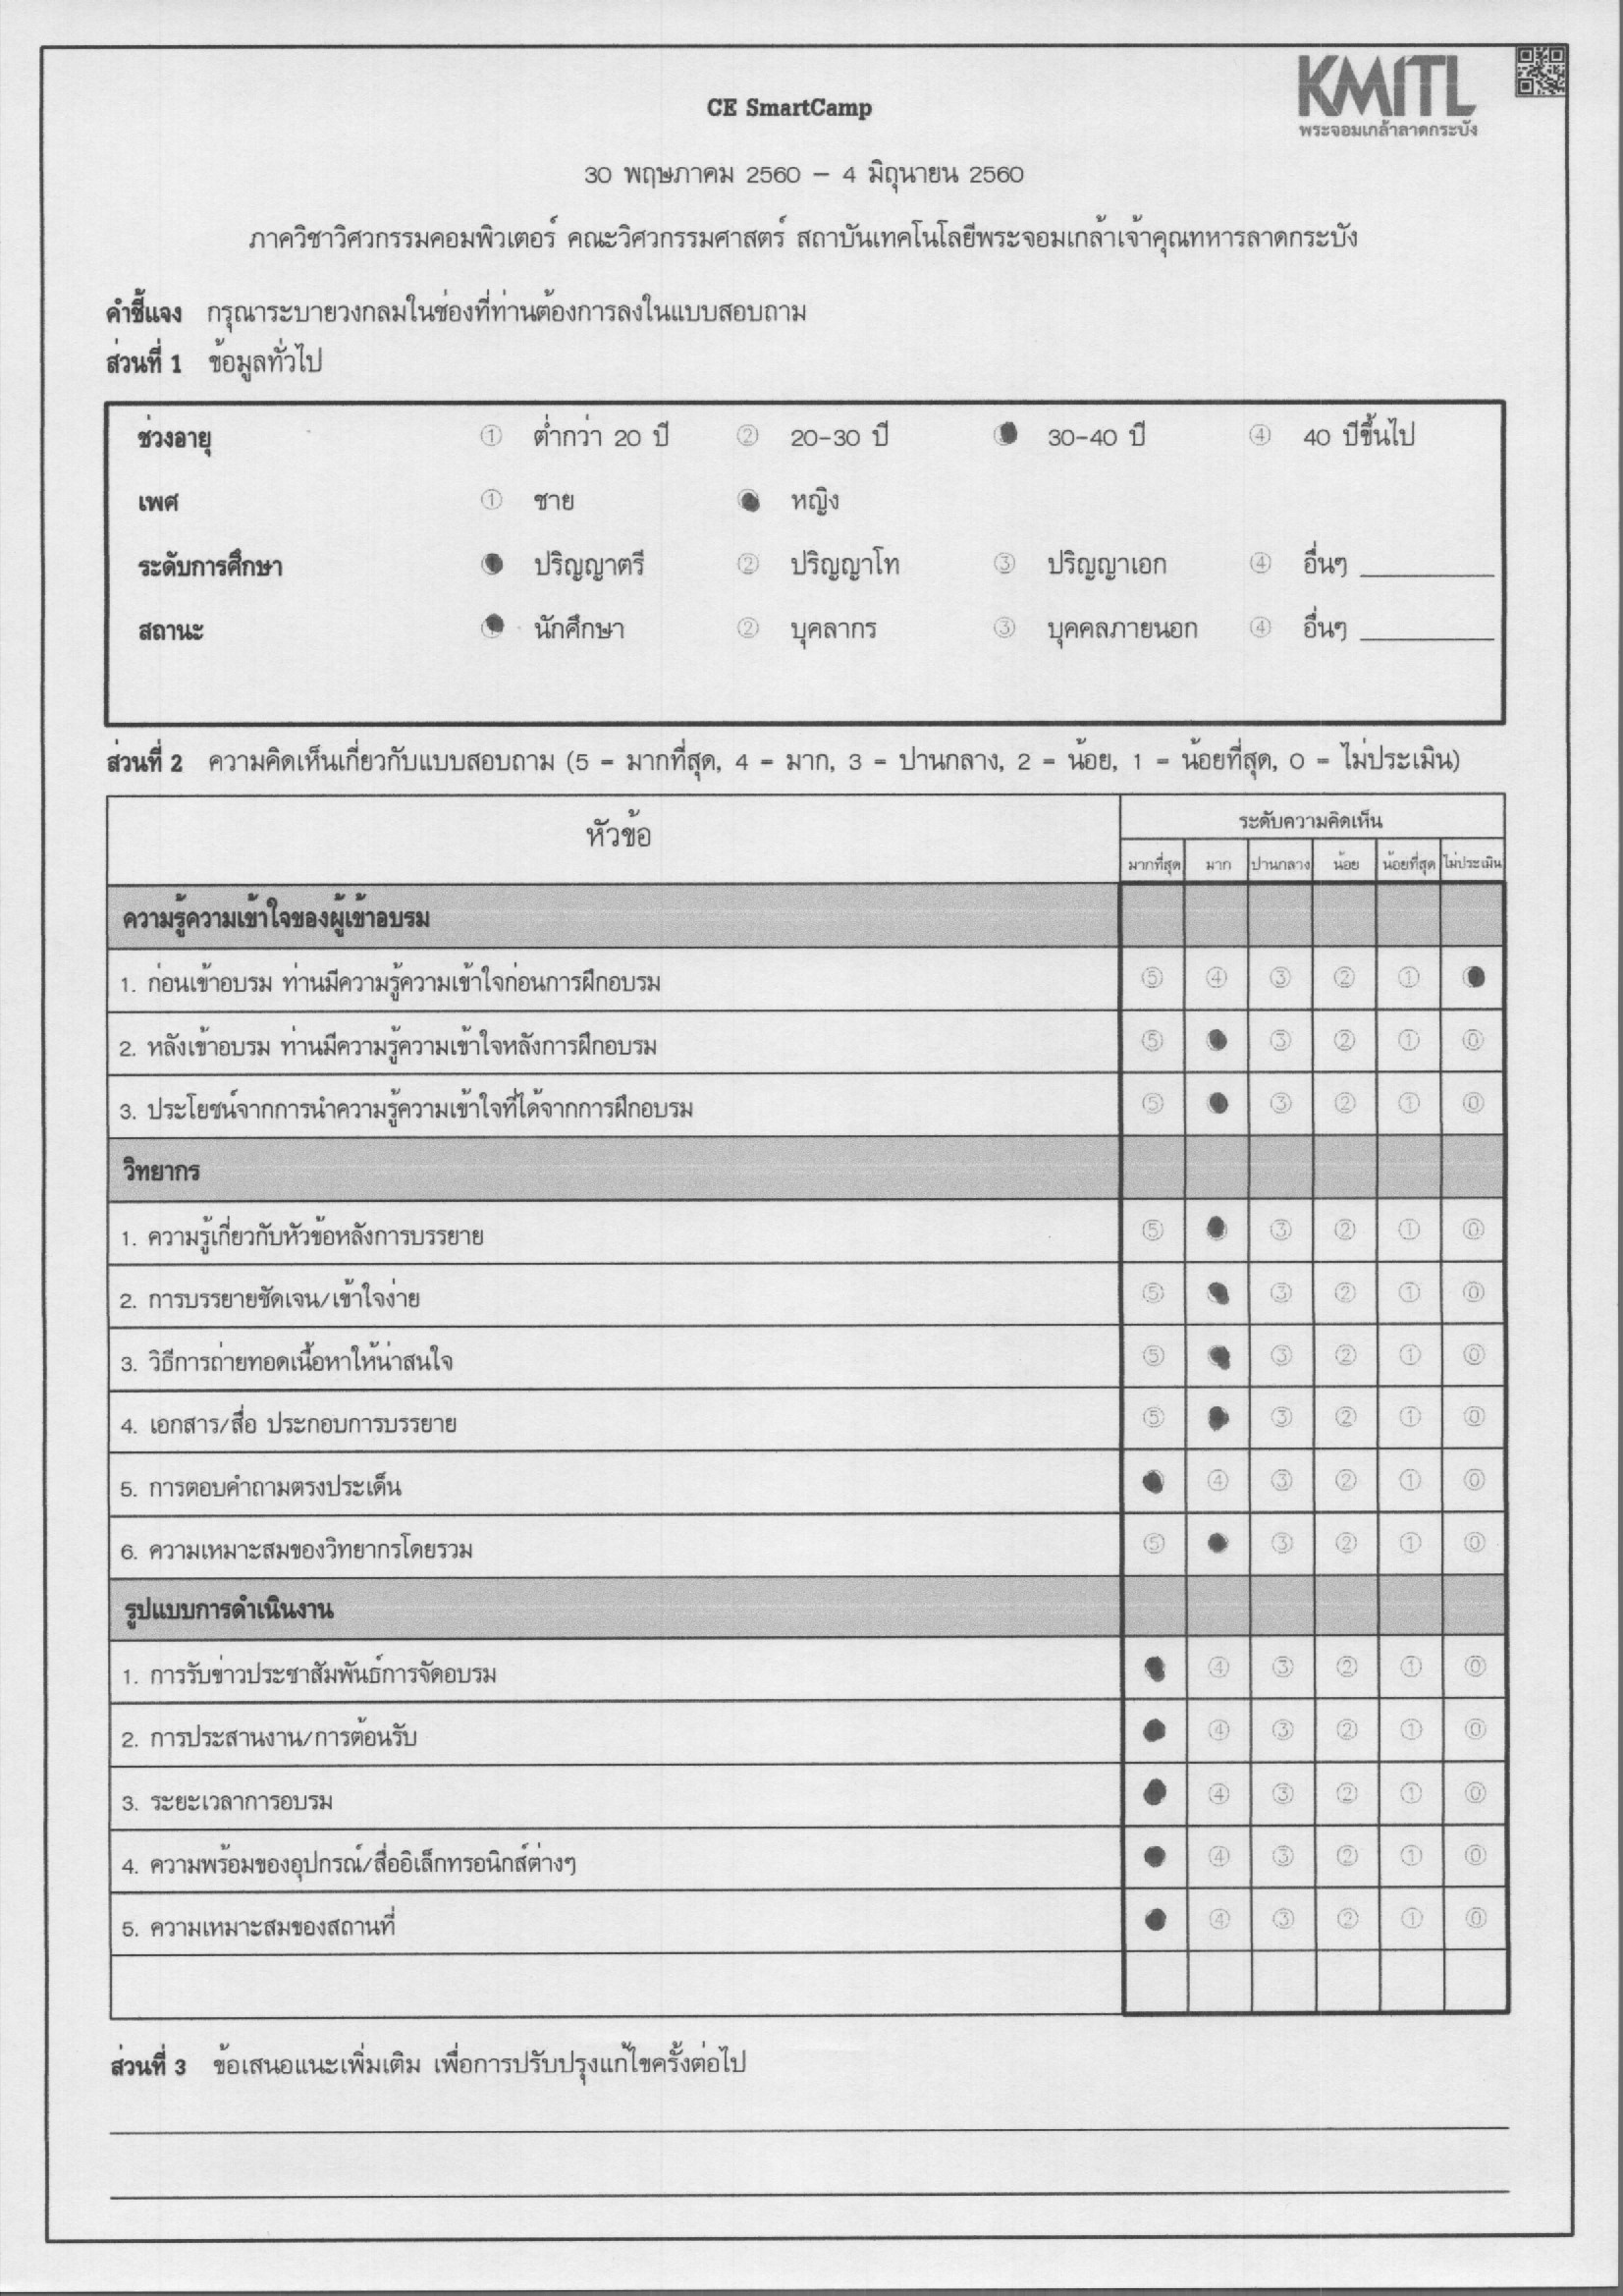 KMITL
พระจอมเกล้าลาดกระบัง
CE SmartCamp
30 พฤษภาคม 2560 – 4 มิถุนายน 2560
ภาควิชาวิศวกรรมคอมพิวเตอร์ คณะวิศวกรรมศาสตร์ สถาบันเทคโนโลยีพระจอมเกล้าเจ้าคุณทหารลาดกระบัง
คำชี้แจง กรุณาระบายวงกลมในช่องที่ท่านต้องการลงในแบบสอบถาม
ส่วนที่ 1 ข้อมูลทั่วไป
ช่วงอายุ ① ต่ำกว่า 20 ปี ② 20-30 ปี ● 30-40 ปี ④ 40 ปีขึ้นไป
เพศ ① ชาย ● หญิง
ระดับการศึกษา ● ปริญญาตรี ② ปริญญาโท ③ ปริญญาเอก ④ อื่นๆ
สถานะ ● นักศึกษา ② บุคลากร ③ บุคคลภายนอก ④ อื่นๆ
ส่วนที่ 2 ความคิดเห็นเกี่ยวกับแบบสอบถาม (5 = มากที่สุด, 4 = มาก, 3 = ปานกลาง, 2 = น้อย, 1 = น้อยที่สุด, 0 = ไม่ประเมิน)
หัวข้อ ระดับความคิดเห็น
มากที่สุด มาก ปานกลาง น้อย น้อยที่สุด ไม่ประเมิน
ความรู้ความเข้าใจของผู้เข้าอบรม
1. ก่อนเข้าอบรม ท่านมีความรู้ความเข้าใจก่อนการฝึกอบรม ⑤ ④ ③ ② ① ●
2. หลังเข้าอบรม ท่านมีความรู้ความเข้าใจหลังการฝึกอบรม ⑤ ● ③ ② ① ⓪
3. ประโยชน์จากการนำความรู้ความเข้าใจที่ได้จากการฝึกอบรม ⑤ ● ③ ② ① ⓪
วิทยากร
1. ความรู้เกี่ยวกับหัวข้อหลังการบรรยาย ⑤ ● ③ ② ① ⓪
2. การบรรยายชัดเจน/เข้าใจง่าย ⑤ ● ③ ② ① ⓪
3. วิธีการถ่ายทอดเนื้อหาให้น่าสนใจ ⑤ ● ③ ② ① ⓪
4. เอกสาร/สื่อ ประกอบการบรรยาย ⑤ ● ③ ② ① ⓪
5. การตอบคำถามตรงประเด็น ● ④ ③ ② ① ⓪
6. ความเหมาะสมของวิทยากรโดยรวม ⑤ ● ③ ② ① ⓪
รูปแบบการดำเนินงาน
1. การรับข่าวประชาสัมพันธ์การจัดอบรม ● ④ ③ ② ① ⓪
2. การประสานงาน/การต้อนรับ ● ④ ③ ② ① ⓪
3. ระยะเวลาการอบรม ● ④ ③ ② ① ⓪
4. ความพร้อมของอุปกรณ์/สื่ออิเล็กทรอนิกส์ต่างๆ ● ④ ③ ② ① ⓪
5. ความเหมาะสมของสถานที่ ● ④ ③ ② ① ⓪
ส่วนที่ 3 ข้อเสนอแนะเพิ่มเติม เพื่อการปรับปรุงแก้ไขครั้งต่อไป